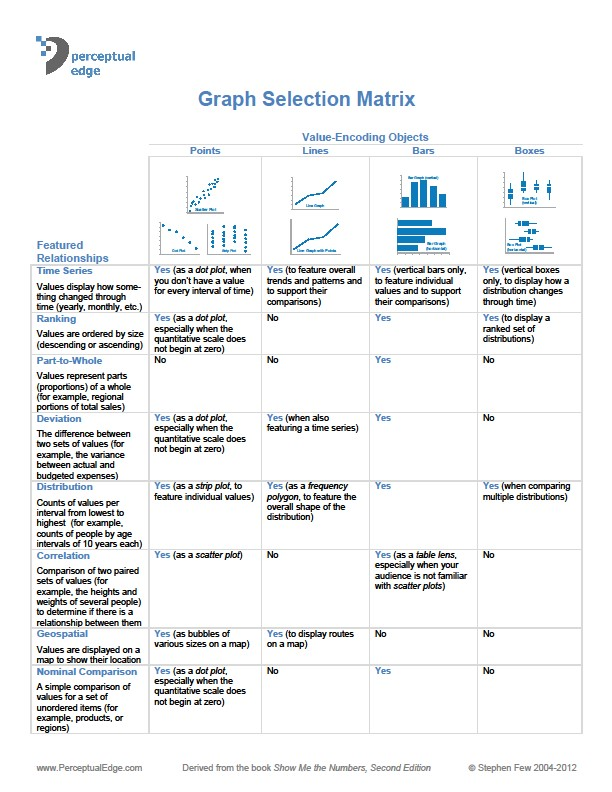 perceptual
edge
Graph Selection Matrix
Value-Encoding Objects
Points
Lines
Bars
Boxes
Scatter Plot
Line Graph
Bar Graph (vertical)
Box Plot
(vertical)
Dot Plot
Strip Plot
Line Graph with Points
Bar Graph
(horizontal)
Box Plot
(horizontal)
Featured
Relationships
Time Series
Values display how some-
thing changed through
time (yearly, monthly, etc.)
Yes (as a dot plot, when
you don't have a value
for every interval of time)
Yes (to feature overall
trends and patterns and
to support their
comparisons)
Yes (vertical bars only,
to feature individual
values and to support
their comparisons)
Yes (vertical boxes
only, to display how a
distribution changes
through time)
Ranking
Values are ordered by size
(descending or ascending)
Yes (as a dot plot,
especially when the
quantitative scale does
not begin at zero)
No
Yes
Yes (to display a
ranked set of
distributions)
Part-to-Whole
Values represent parts
(proportions) of a whole
(for example, regional
portions of total sales)
No
No
Yes
No
Deviation
The difference between
two sets of values (for
example, the variance
between actual and
budgeted expenses)
Yes (as a dot plot,
especially when the
quantitative scale does
not begin at zero)
Yes (when also
featuring a time series)
Yes
No
Distribution
Counts of values per
interval from lowest to
highest (for example,
counts of people by age
intervals of 10 years each)
Yes (as a strip plot, to
feature individual values)
Yes (as a frequency
polygon, to feature the
overall shape of the
distribution)
Yes
Yes (when comparing
multiple distributions)
Correlation
Comparison of two paired
sets of values (for
example, the heights and
weights of several people)
to determine if there is a
relationship between them
Yes (as a scatter plot)
No
Yes (as a table lens,
especially when your
audience is not familiar
with scatter plots)
No
Geospatial
Values are displayed on a
map to show their location
Yes (as bubbles of
various sizes on a map)
Yes (to display routes
on a map)
No
No
Nominal Comparison
A simple comparison of
values for a set of
unordered items (for
example, products, or
regions)
Yes (as a dot plot,
especially when the
quantitative scale does
not begin at zero)
No
Yes
No
www.PerceptualEdge.com
Derived from the book Show Me the Numbers, Second Edition
© Stephen Few 2004-2012